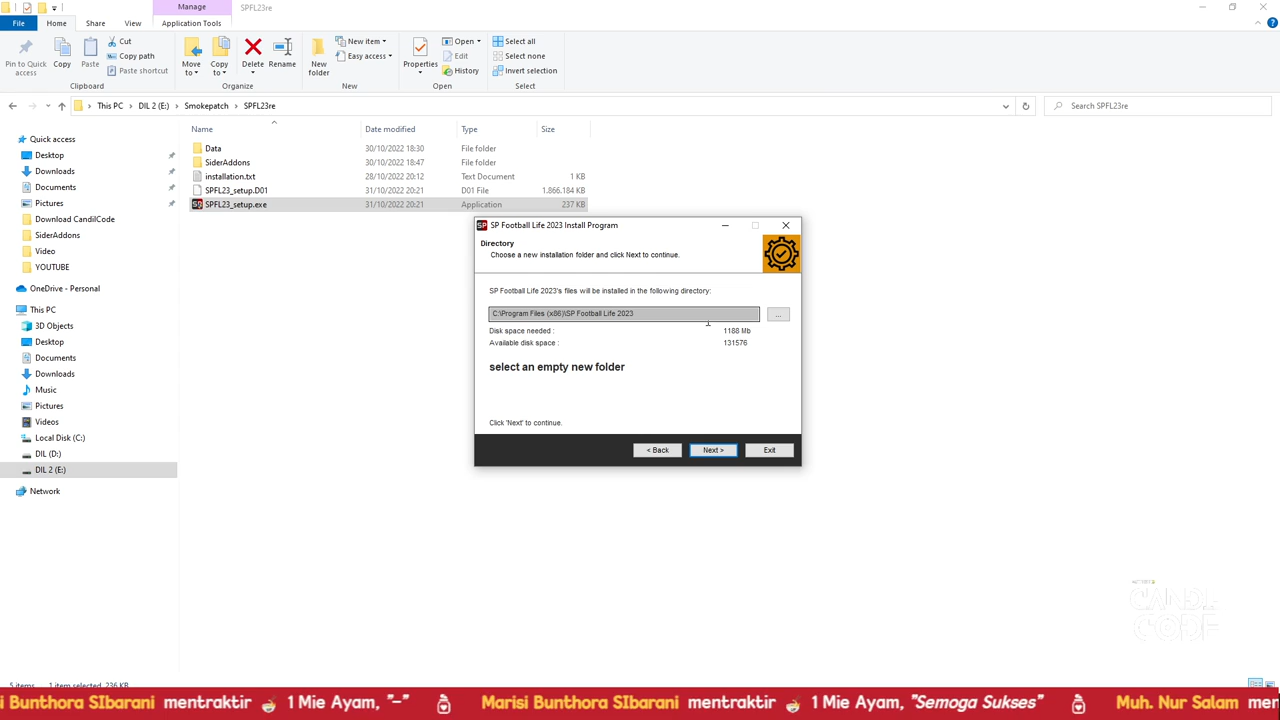 Manage
SPFL23re
File
Home
Share
View
Application Tools
Pin to Quick access
Copy
Paste
Cut
Copy path
Paste shortcut
Clipboard
Move to
Copy to
Delete
Rename
Organize
New folder
New item
Easy access
New
Properties
Open
Edit
History
Open
Select all
Select none
Invert selection
Select
This PC
DIL 2 (E:)
Smokepatch
SPFL23re
Search SPFL23re
Quick access
Desktop
Downloads
Documents
Pictures
Download CandilCode
SiderAddons
Video
YOUTUBE
OneDrive - Personal
This PC
3D Objects
Desktop
Documents
Downloads
Music
Pictures
Videos
Local Disk (C:)
DIL (D:)
DIL 2 (E:)
Network
Name Date modified Type Size
Data 30/10/2022 18:30 File folder
SiderAddons 30/10/2022 18:47 File folder
installation.txt 28/10/2022 20:12 Text Document 1 KB
SPFL23_setup.D01 31/10/2022 20:21 D01 File 1.866.184 KB
SPFL23_setup.exe 31/10/2022 20:21 Application 237 KB
SP Football Life 2023 Install Program
Directory
Choose a new installation folder and click Next to continue.
SP Football Life 2023's files will be installed in the following directory:
C:\Program Files (x86)\SP Football Life 2023
...
Disk space needed : 1188 Mb
Available disk space : 131576
select an empty new folder
Click 'Next' to continue.
< Back
Next >
Exit
5 items 1 item selected 236 KB
i Bunthora SIbarani mentraktir 1 Mie Ayam, "-" Marisi Bunthora SIbarani mentraktir 1 Mie Ayam, "Semoga Sukses" Muh. Nur Salam men